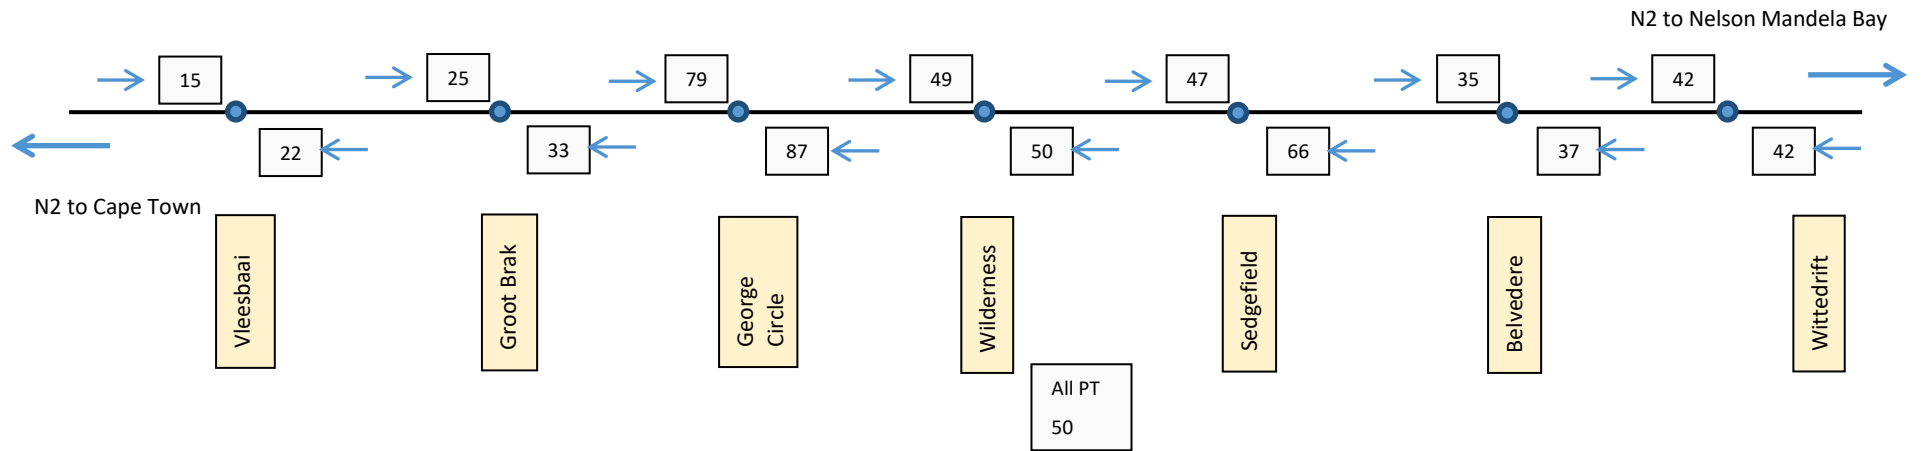 N2 to Nelson Mandela Bay
15
25
79
49
47
35
42
22
33
87
50
66
37
42
N2 to Cape Town
Vleesbaai
Groot Brak
George
Circle
Wilderness
Sedgefield
Belvedere
Wittedrift
All PT
50